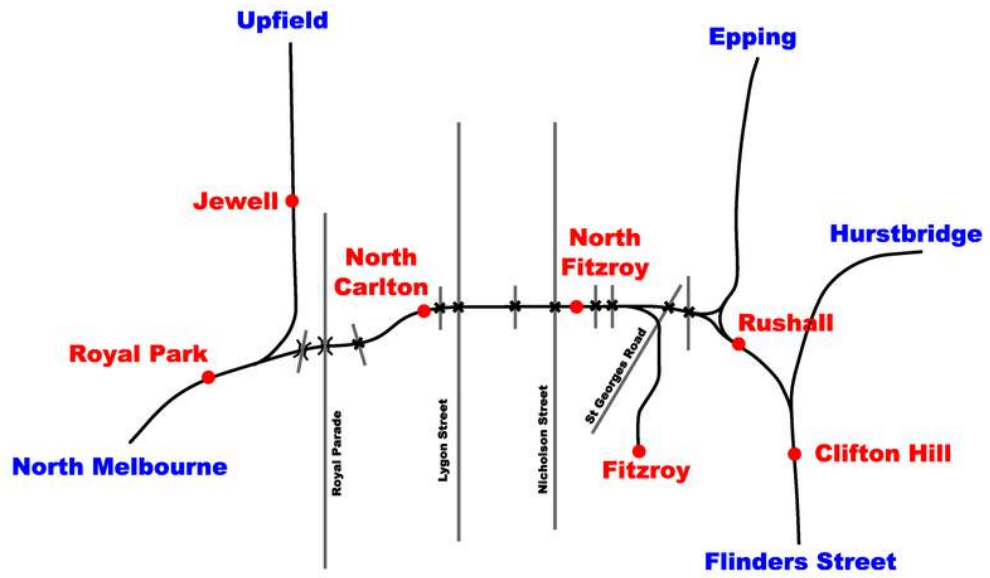 Upfield
Epping
Jewell
Hurstbridge
North
Carlton
North
Fitzroy
Rushall
Royal Park
St Georges Road
Royal Parade
Lygon Street
Nicholson Street
North Melbourne
Fitzroy
Clifton Hill
Flinders Street